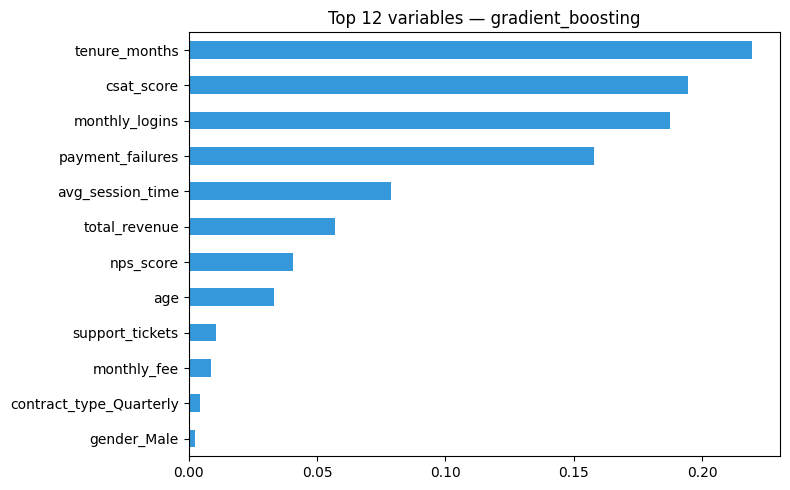 Top 12 variables — gradient_boosting
tenure_months
csat_score
monthly_logins
payment_failures
avg_session_time
total_revenue
nps_score
age
support_tickets
monthly_fee
contract_type_Quarterly
gender_Male
0.00 0.05 0.10 0.15 0.20